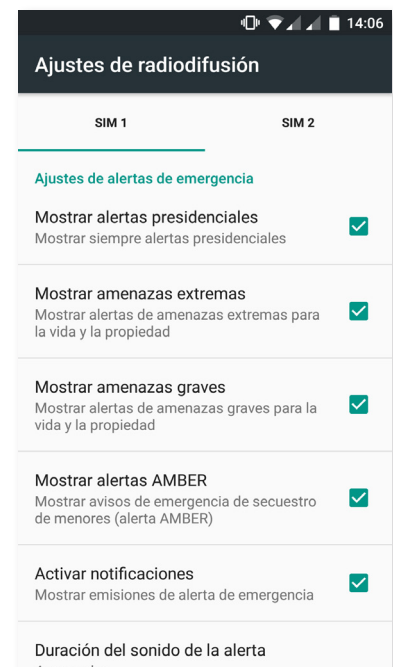 14:06
Ajustes de radiodifusión
SIM 1
SIM 2
Ajustes de alertas de emergencia
Mostrar alertas presidenciales
Mostrar siempre alertas presidenciales
Mostrar amenazas extremas
Mostrar alertas de amenazas extremas para
la vida y la propiedad
Mostrar amenazas graves
Mostrar alertas de amenazas graves para la
vida y la propiedad
Mostrar alertas AMBER
Mostrar avisos de emergencia de secuestro
de menores (alerta AMBER)
Activar notificaciones
Mostrar emisiones de alerta de emergencia
Duración del sonido de la alerta